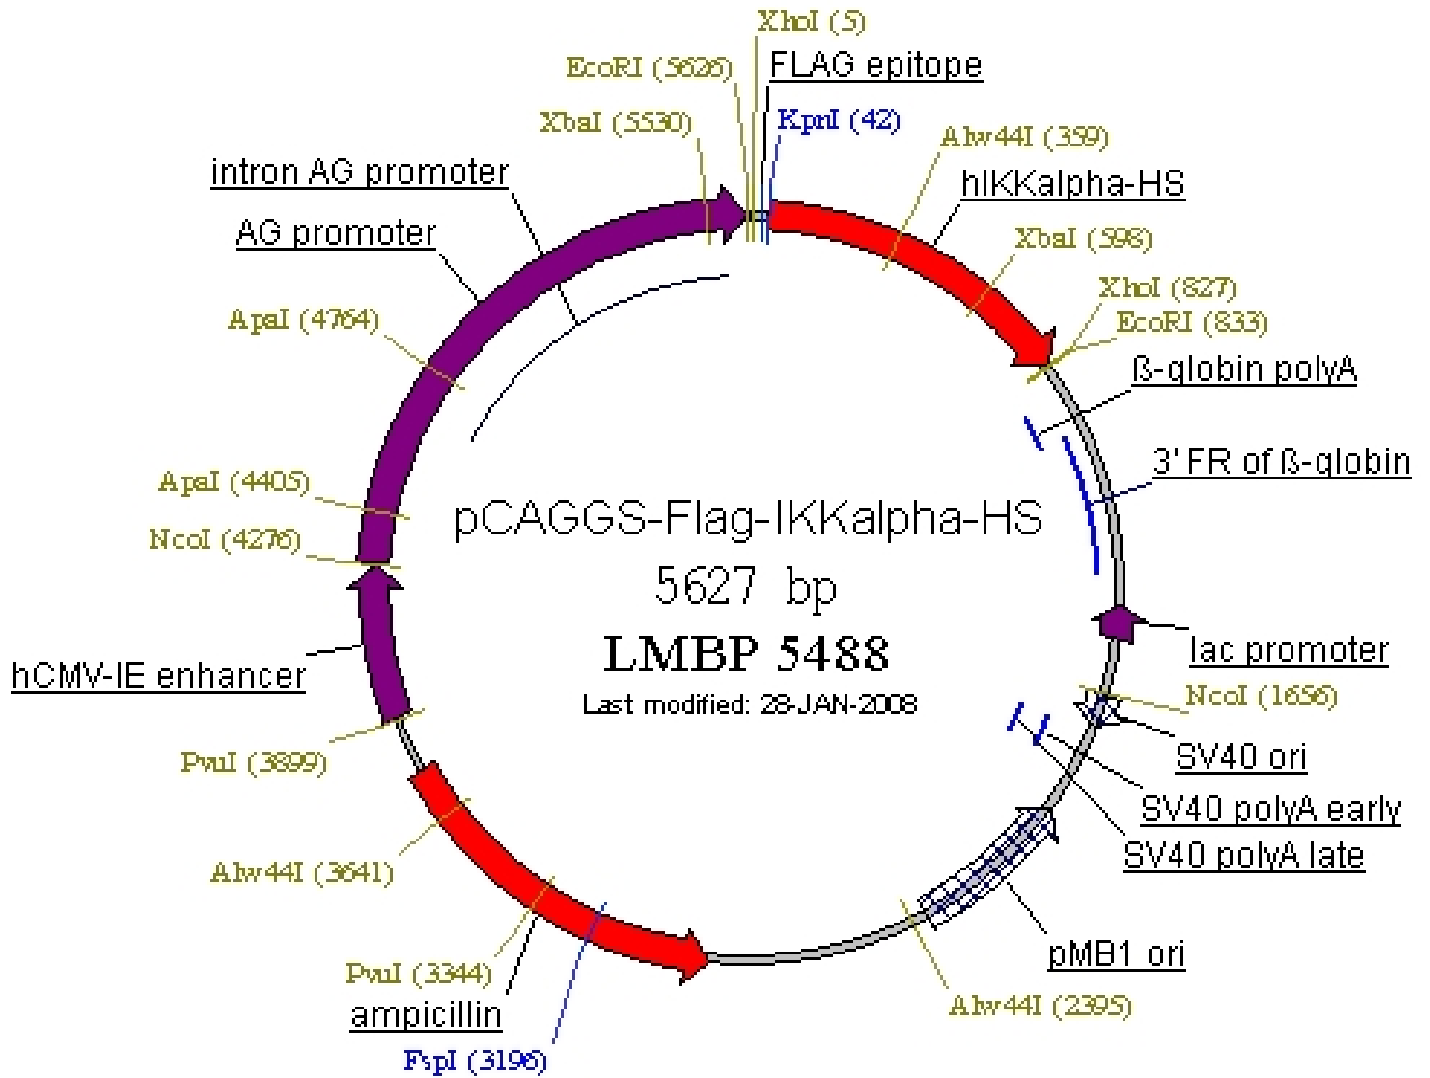 XhoI (5)
EcoRI (5626)
FLAG epitope
XbaI (5530)
KpnI (42)
Alw44I (359)
intron AG promoter
hIKKalpha-HS
AG promoter
XbaI (598)
XhoI (827)
ApaI (4764)
EcoRI (833)
ß-globin polyA
3' FR of ß-globin
ApaI (4405)
pCAGGS-Flag-IKKalpha-HS
NcoI (4276)
5627 bp
LMBP 5488
lac promoter
hCMV-IE enhancer
NcoI (1656)
Last modified: 28-JAN-2008
SV40 ori
PvuI (3899)
SV40 polyA early
SV40 polyA late
Alw44I (3641)
pMB1 ori
PvuI (3344)
Alw44I (2395)
ampicillin
FspI (3196)